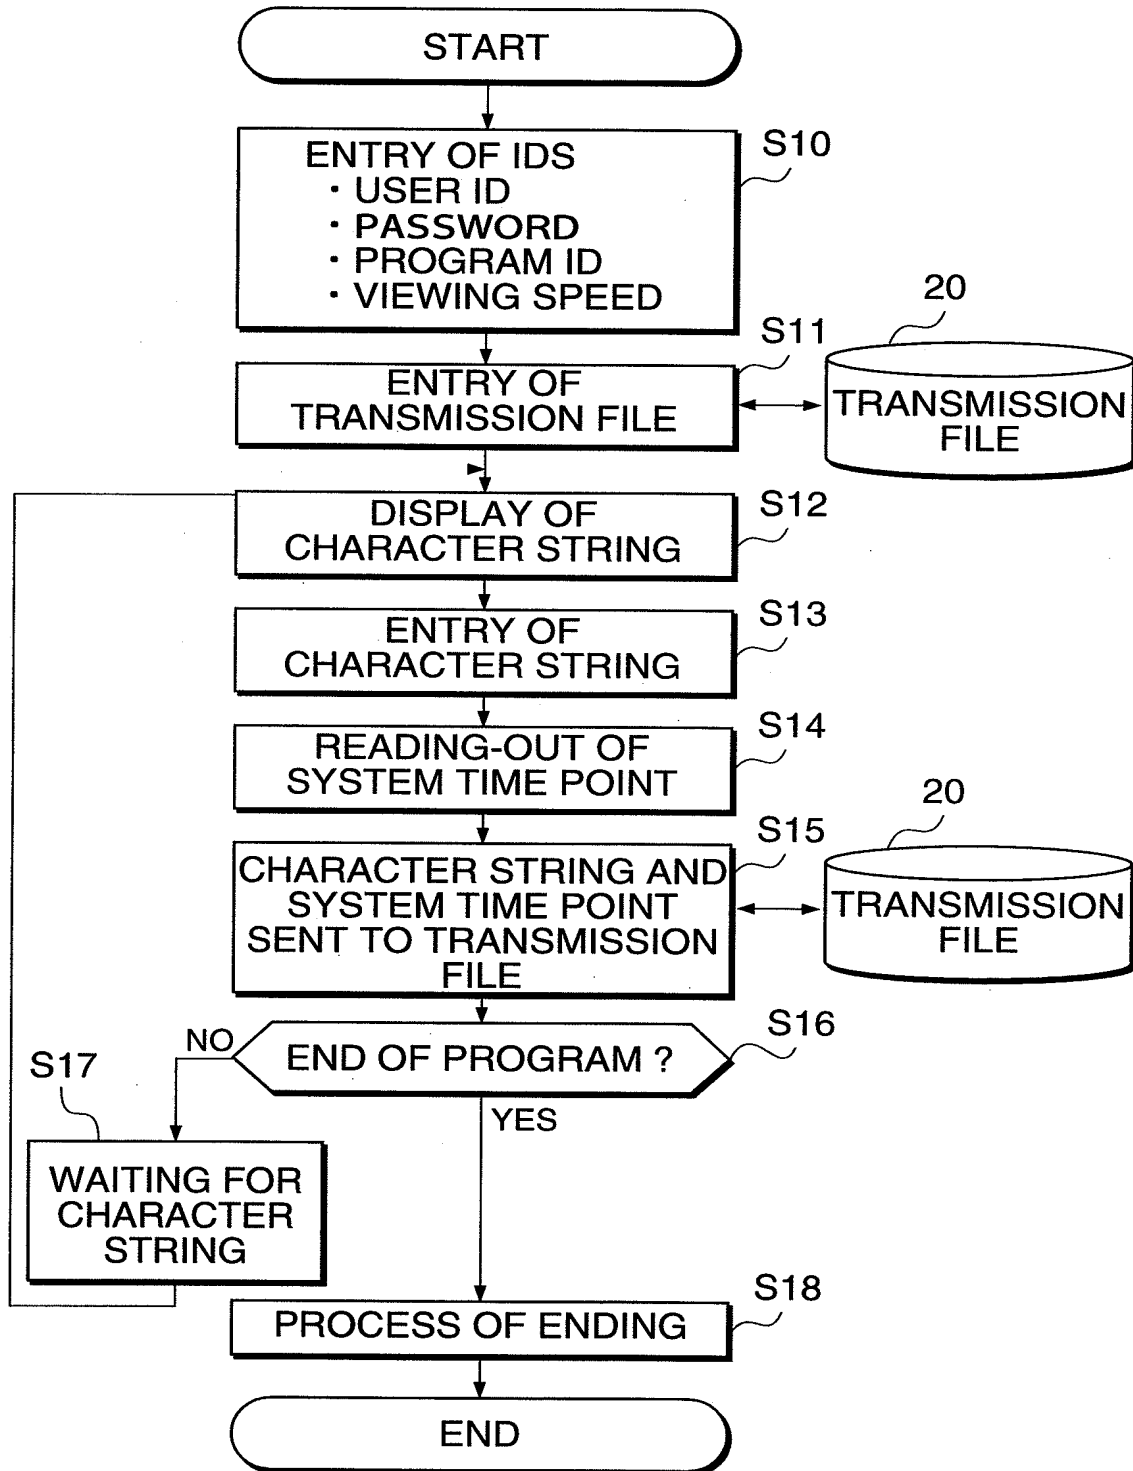 START
S10
ENTRY OF IDS
· USER ID
· PASSWORD
· PROGRAM ID
· VIEWING SPEED
S11
20
ENTRY OF
TRANSMISSION FILE
TRANSMISSION
FILE
S12
DISPLAY OF
CHARACTER STRING
S13
ENTRY OF
CHARACTER STRING
S14
READING-OUT OF
SYSTEM TIME POINT
S15
20
CHARACTER STRING AND
SYSTEM TIME POINT
SENT TO TRANSMISSION
FILE
TRANSMISSION
FILE
S16
END OF PROGRAM ?
NO
YES
S17
WAITING FOR
CHARACTER
STRING
S18
PROCESS OF ENDING
END